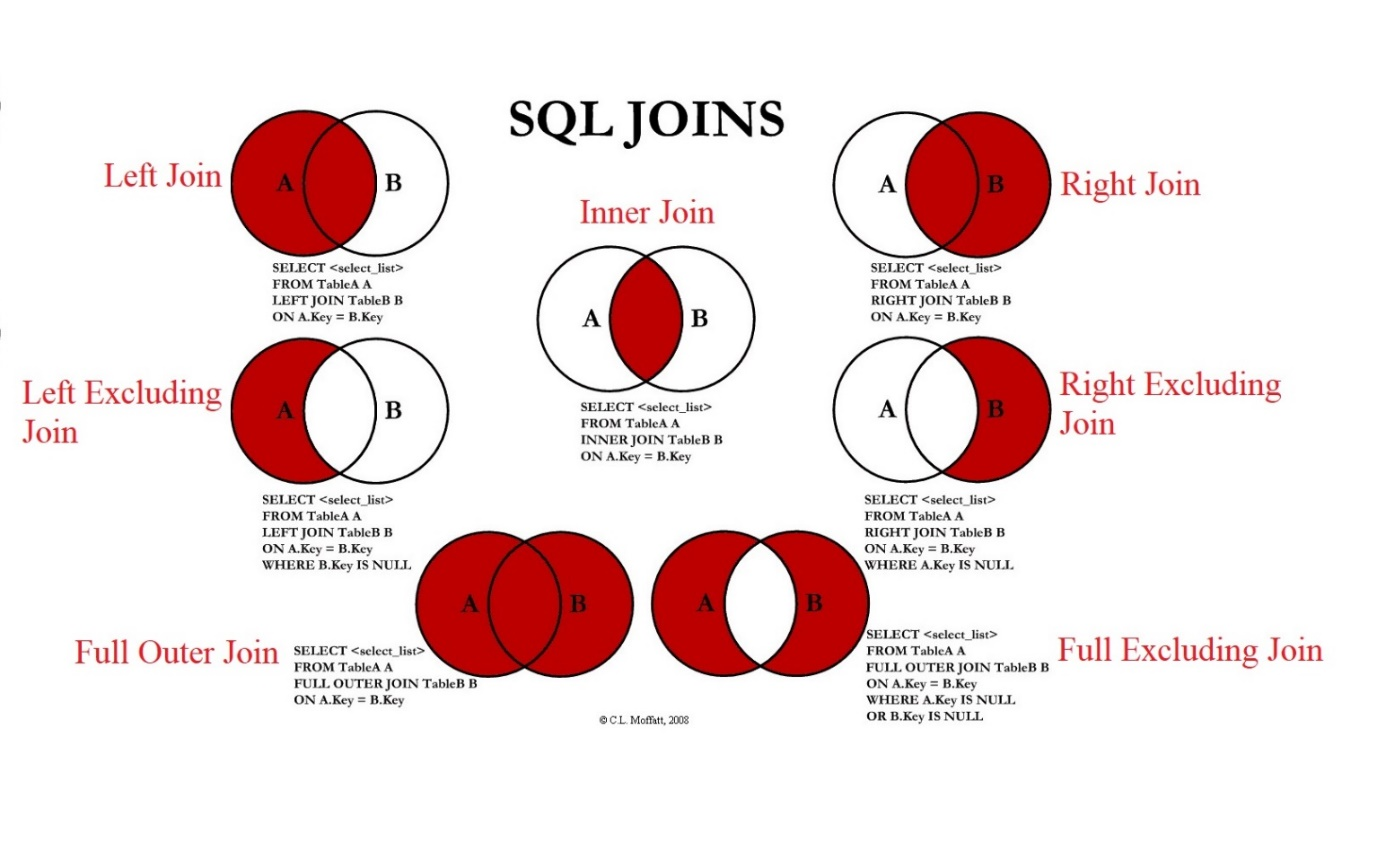 SQL JOINS
Left Join
A B
SELECT <select_list>
FROM TableA A
LEFT JOIN TableB B
ON A.Key = B.Key
Right Join
A B
SELECT <select_list>
FROM TableA A
RIGHT JOIN TableB B
ON A.Key = B.Key
Inner Join
A B
SELECT <select_list>
FROM TableA A
INNER JOIN TableB B
ON A.Key = B.Key
Left Excluding
Join
A B
SELECT <select_list>
FROM TableA A
LEFT JOIN TableB B
ON A.Key = B.Key
WHERE B.Key IS NULL
Right Excluding
Join
A B
SELECT <select_list>
FROM TableA A
RIGHT JOIN TableB B
ON A.Key = B.Key
WHERE A.Key IS NULL
Full Outer Join
A B
SELECT <select_list>
FROM TableA A
FULL OUTER JOIN TableB B
ON A.Key = B.Key
Full Excluding Join
A B
SELECT <select_list>
FROM TableA A
FULL OUTER JOIN TableB B
ON A.Key = B.Key
WHERE A.Key IS NULL
OR B.Key IS NULL
© C.L. Moffatt, 2008